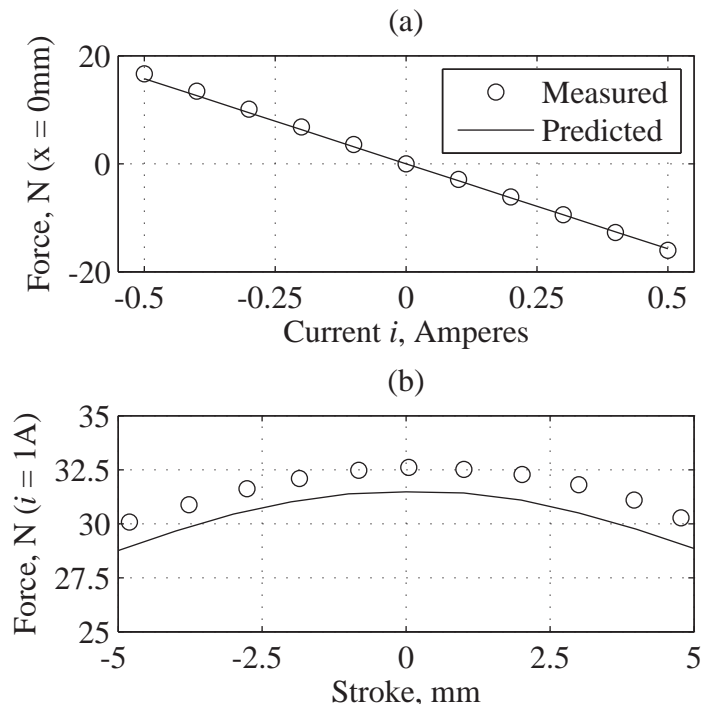 (a)
Force, N (x = 0mm)
20
0
-20
Measured
Predicted
-0.5 -0.25 0 0.25 0.5
Current i, Amperes
(b)
Force, N (i = 1A)
35
32.5
30
27.5
25
-5 -2.5 0 2.5 5
Stroke, mm